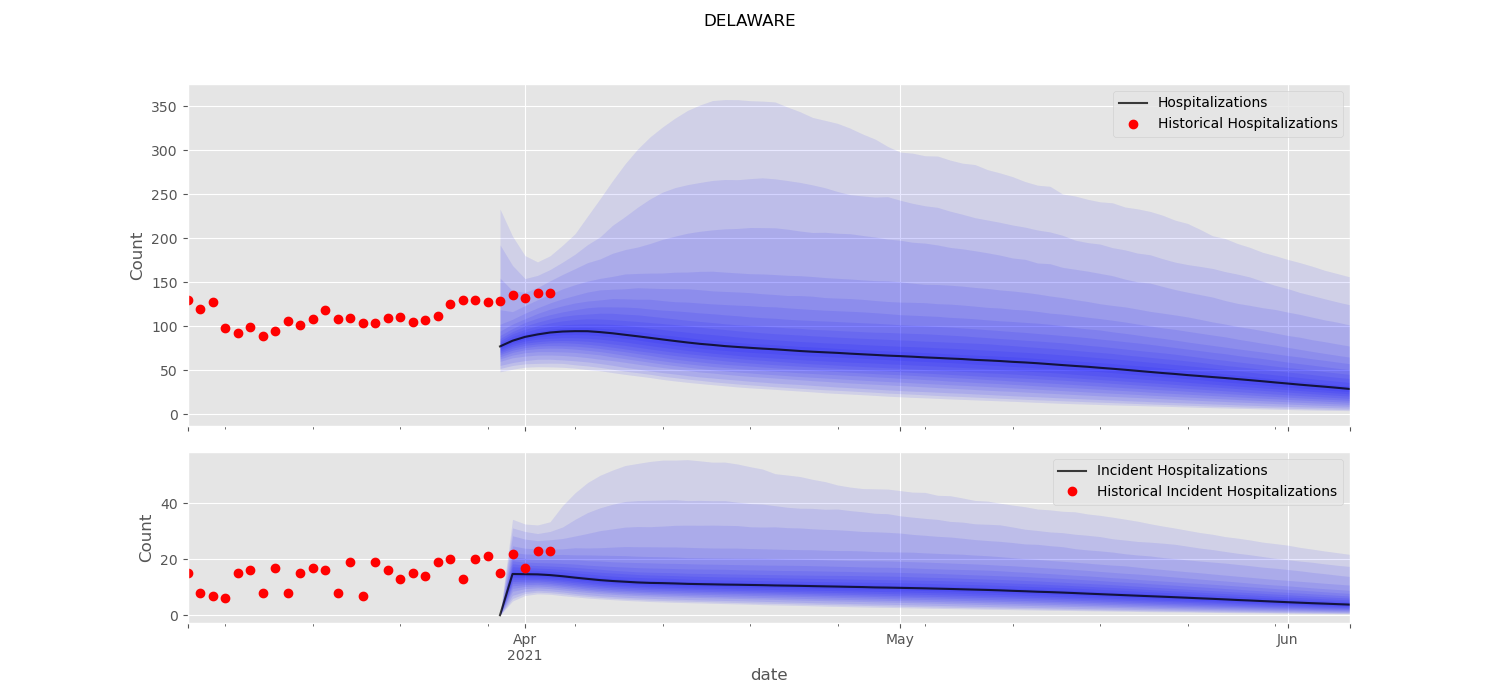 DELAWARE
Count
350
300
250
200
150
100
50
0
Hospitalizations
Historical Hospitalizations
Count
40
20
0
Incident Hospitalizations
Historical Incident Hospitalizations
Apr
2021
May
Jun
date